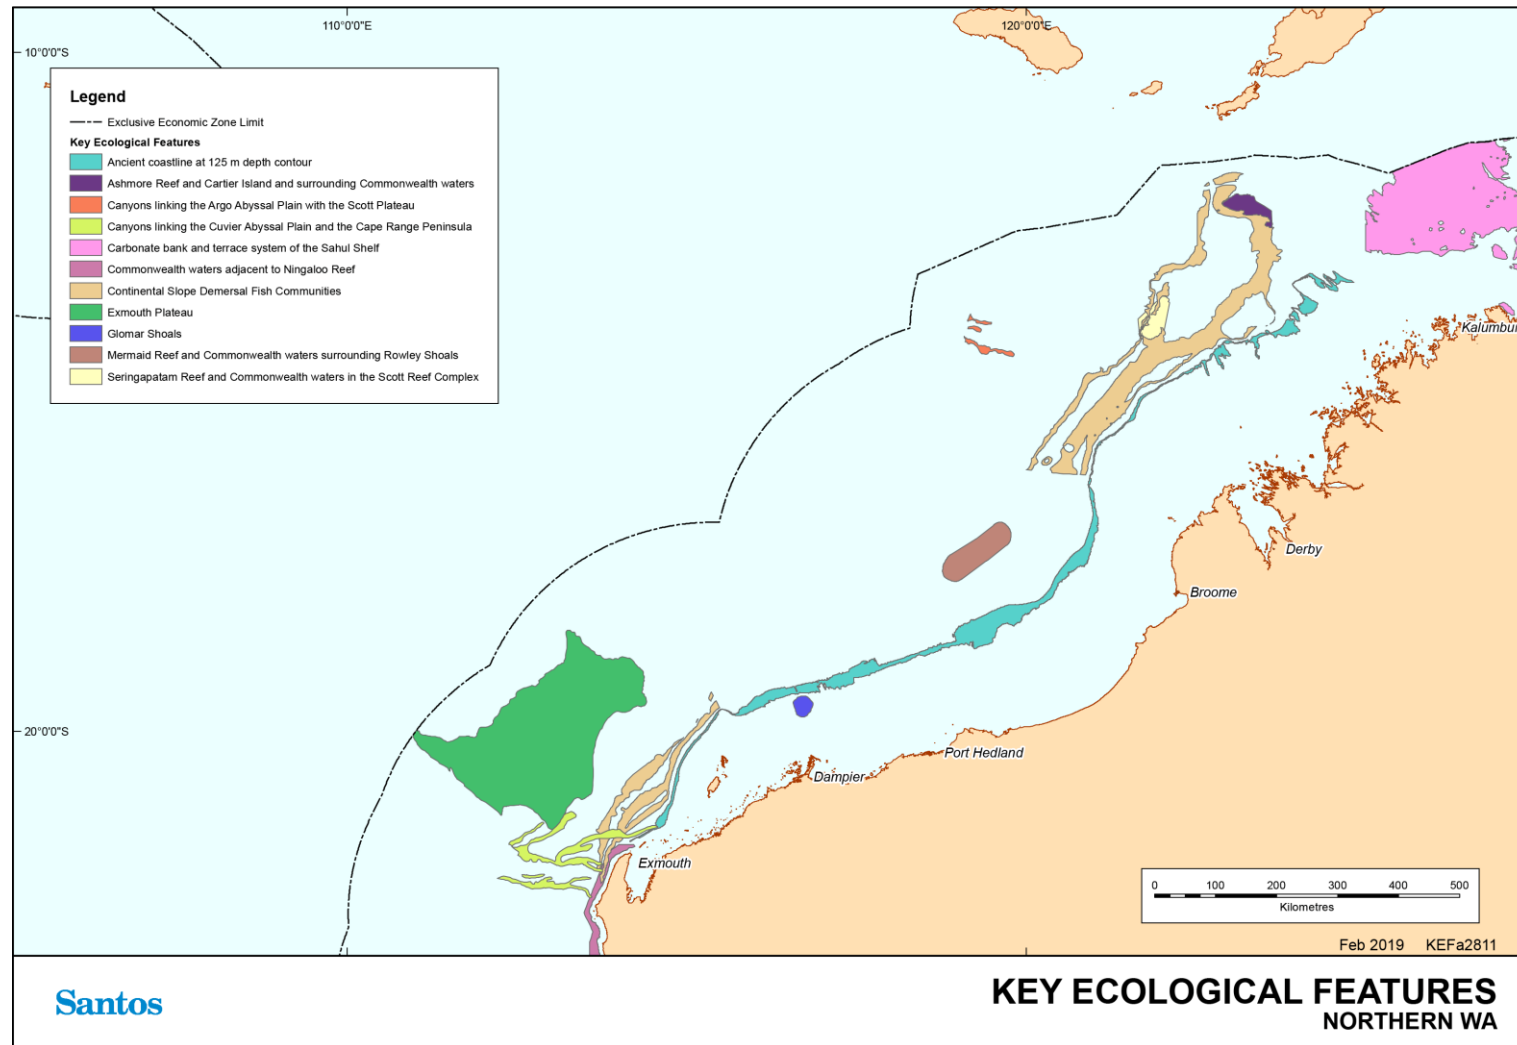 110°0'0"E
120°0'0"E
10°0'0"S
Legend
Exclusive Economic Zone Limit
Key Ecological Features
Ancient coastline at 125 m depth contour
Ashmore Reef and Cartier Island and surrounding Commonwealth waters
Canyons linking the Argo Abyssal Plain with the Scott Plateau
Canyons linking the Cuvier Abyssal Plain and the Cape Range Peninsula
Carbonate bank and terrace system of the Sahul Shelf
Commonwealth waters adjacent to Ningaloo Reef
Continental Slope Demersal Fish Communities
Exmouth Plateau
Glomar Shoals
Mermaid Reef and Commonwealth waters surrounding Rowley Shoals
Seringapatam Reef and Commonwealth waters in the Scott Reef Complex
Kalumbur
Derby
Broome
20°0'0"S
Port Hedland
Dampier
Exmouth
0 100 200 300 400 500
Kilometres
Feb 2019 KEFa2811
Santos
KEY ECOLOGICAL FEATURES
NORTHERN WA